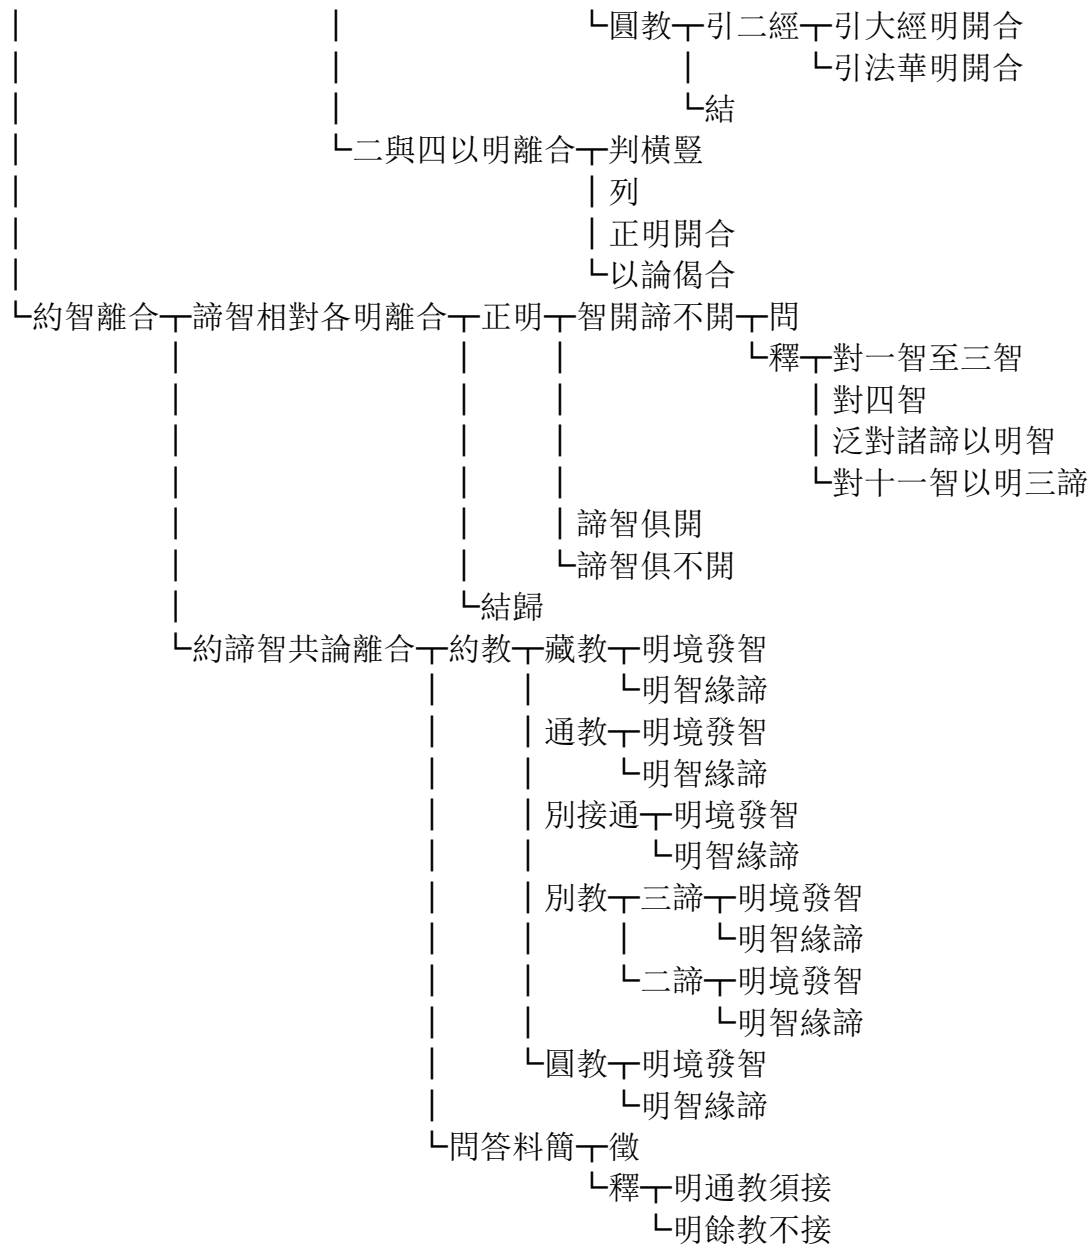 圓教 引二經 引大經明開合
引法華明開合
結
二與四以明離合 判橫豎
列
正明開合
以論偈合
約智離合 諦智相對各明離合 正明 智開諦不開 問
釋 對一智至三智
對四智
泛對諸諦以明智
對十一智以明三諦
諦智俱開
諦智俱不開
結歸
約諦智共論離合 約教 藏教 明境發智
明智緣諦
通教 明境發智
明智緣諦
別接通 明境發智
明智緣諦
別教 三諦 明境發智
明智緣諦
二諦 明境發智
明智緣諦
圓教 明境發智
明智緣諦
問答料簡 徵
釋 明通教須接
明餘教不接